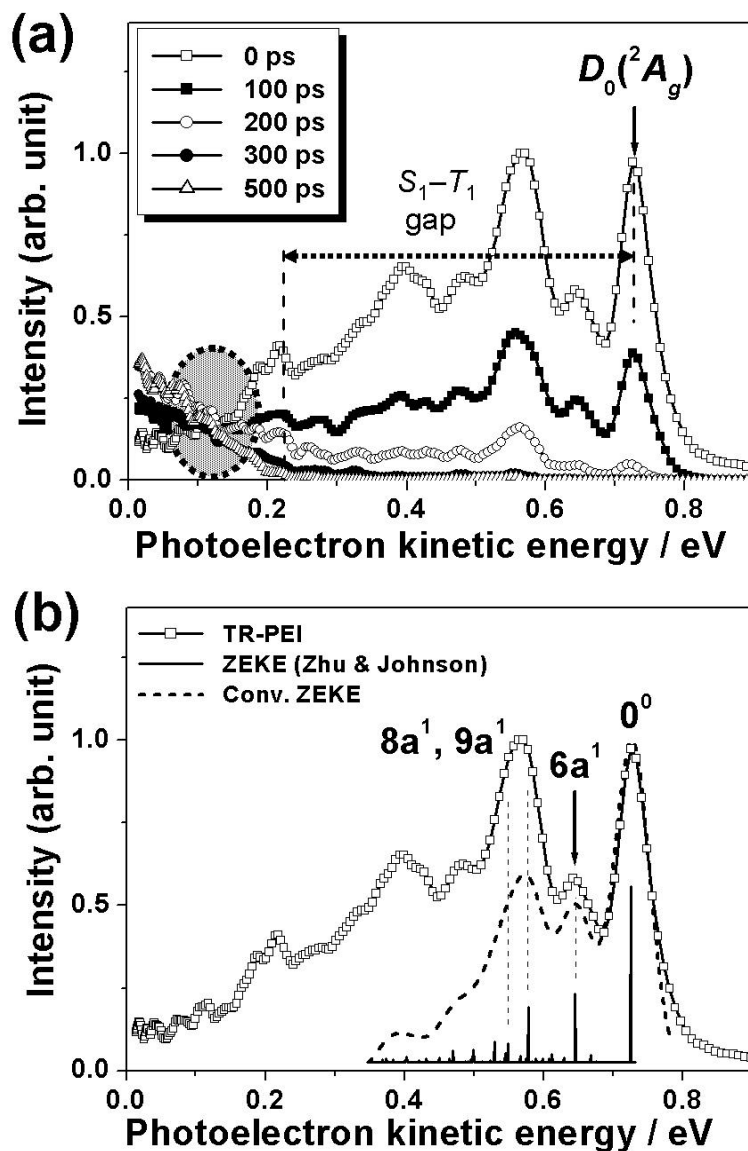 (a)
0 ps
100 ps
200 ps
300 ps
500 ps
D₀(²A_g)
S₁–T₁
gap
1.0
0.5
0.0
Intensity (arb. unit)
0.0 0.2 0.4 0.6 0.8
Photoelectron kinetic energy / eV
(b)
TR-PEI
ZEKE (Zhu & Johnson)
Conv. ZEKE
0⁰
8a¹, 9a¹
6a¹
1.0
0.5
0.0
Intensity (arb. unit)
0.0 0.2 0.4 0.6 0.8
Photoelectron kinetic energy / eV